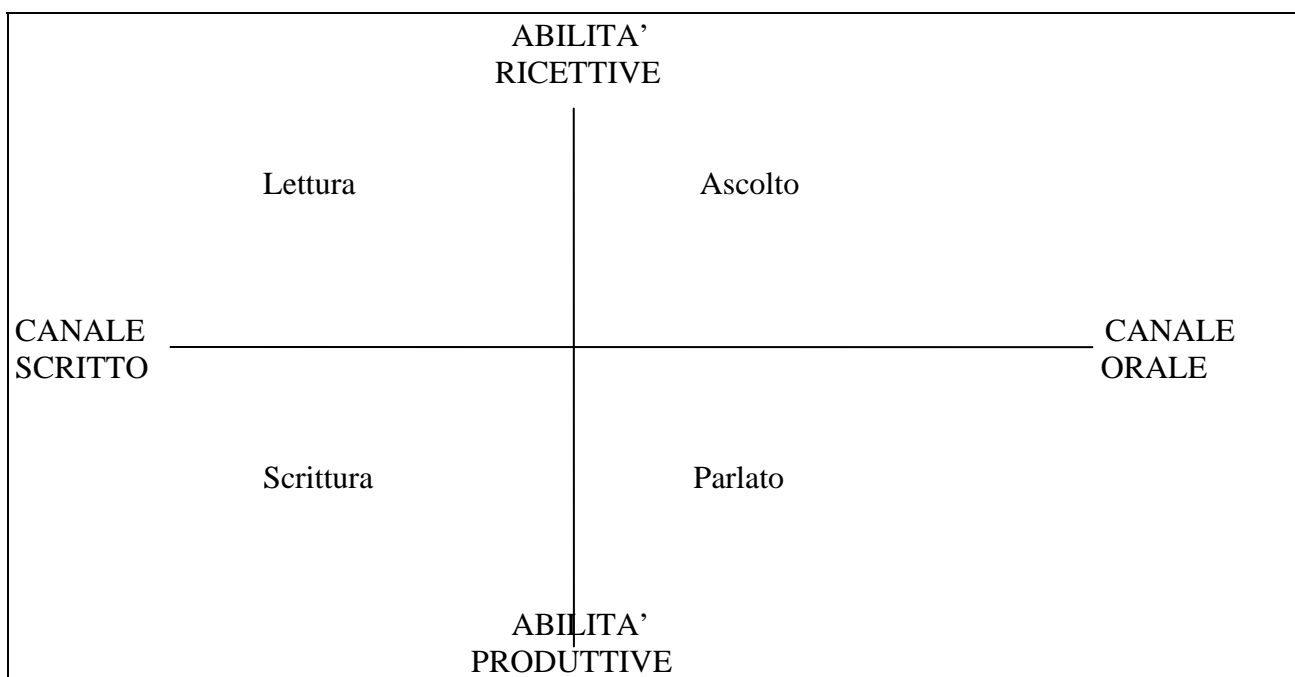 ABILITA’
RICETTIVE
Lettura Ascolto
CANALE CANALE
SCRITTO ORALE
Scrittura Parlato
ABILITA’
PRODUTTIVE